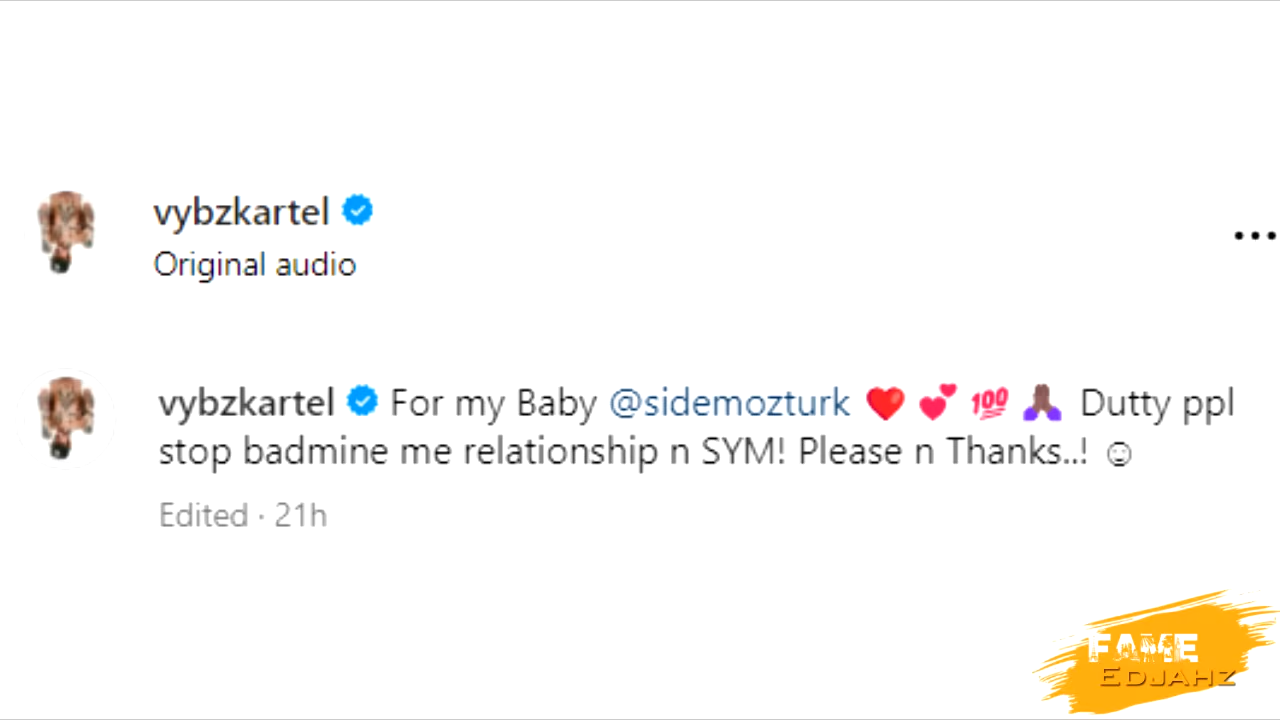 vybzkartel
Original audio
vybzkartel For my Baby @sidemozturk ❤️ 💕 💯 🙏🏾 Dutty ppl
stop badmine me relationship n SYM! Please n Thanks..! ☺
Edited · 21h
FAME
EDJAHZ